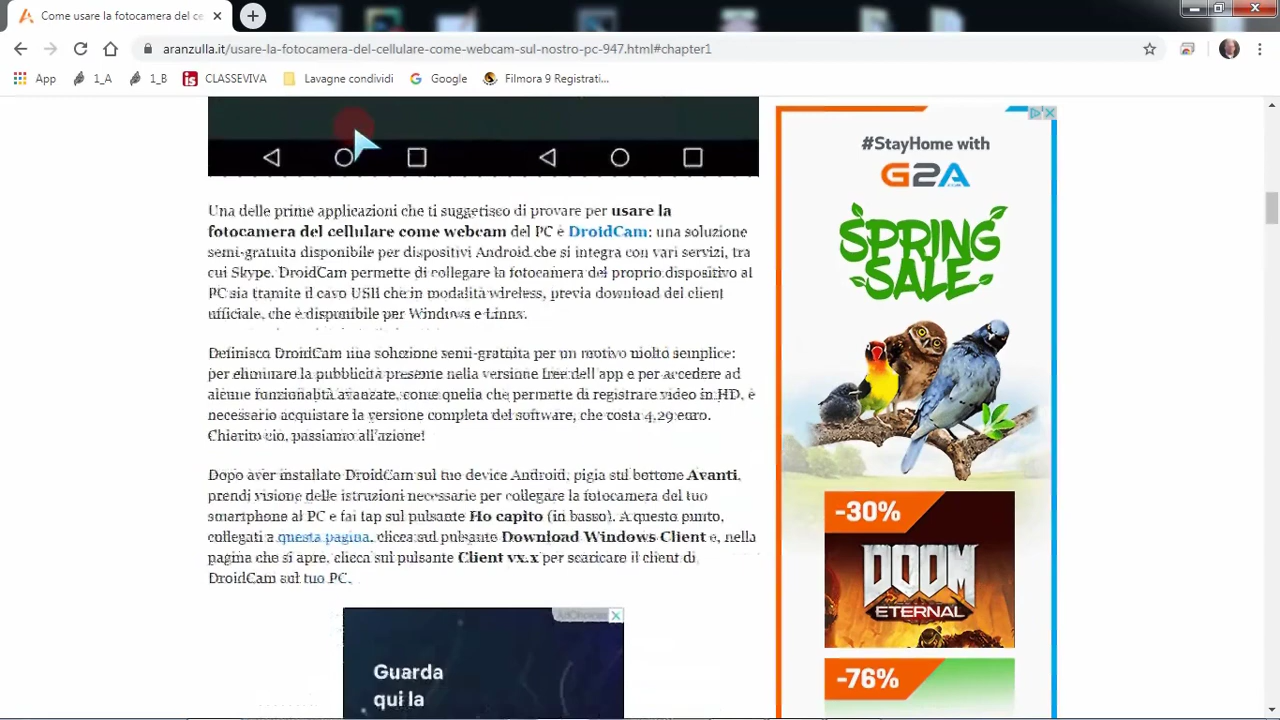 Come usare la fotocamera del ce
aranzulla.it/usare-la-fotocamera-del-cellulare-come-webcam-sul-nostro-pc-947.html#chapter1
App
1_A
1_B
is
CLASSEVIVA
Lavagne condividi
Google
Filmora 9 Registrati...
Una delle prime applicazioni che ti suggerisco di provare per usare la
fotocamera del cellulare come webcam del PC è DroidCam: una soluzione
semi-gratuita disponibile per dispositivi Android che si integra con vari servizi, tra
cui Skype. DroidCam permette di collegare la fotocamera del proprio dispositivo al
PC sia tramite il cavo USB che in modalità wireless, previa download del client
ufficiale, che è disponibile per Windows e Linux.
Definisco DroidCam una soluzione semi-gratuita per un motivo molto semplice:
per eliminare la pubblicità presente nella versione free dell'app e per accedere ad
alcune funzionalità avanzate, come quella che permette di registrare video in HD, è
necessario acquistare la versione completa del software, che costa 4,29 euro.
Chiarito ciò, passiamo all'azione!
Dopo aver installato DroidCam sul tuo device Android, pigia sul bottone Avanti,
prendi visione delle istruzioni necessarie per collegare la fotocamera del tuo
smartphone al PC e fai tap sul pulsante Ho capito (in basso). A questo punto,
collegati a questa pagina, clicca sul pulsante Download Windows Client e, nella
pagina che si apre, clicca sul pulsante Client vx.x per scaricare il client di
DroidCam sul tuo PC.
AdChoices
Guarda
qui la
#StayHome with
G2A
SPRING
SALE
-30%
DOOM
ETERNAL
-76%